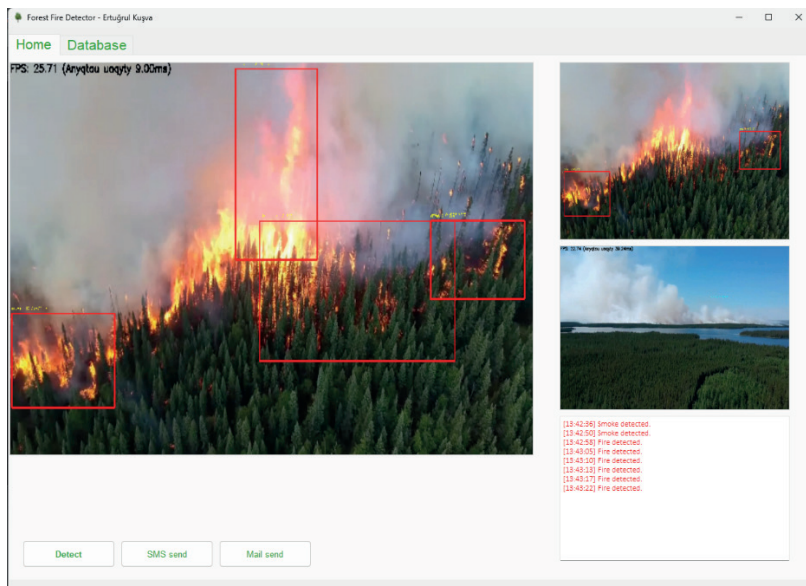 Forest Fire Detector - Ertuğrul Kuşva
Home Database
FPS: 25.71 (Anyqtou uoqyty 9.00ms)
[13:42:36] Smoke detected.
[13:42:50] Smoke detected.
[13:42:58] Fire detected.
[13:43:05] Fire detected.
[13:43:10] Fire detected.
[13:43:13] Fire detected.
[13:43:17] Fire detected.
[13:43:22] Fire detected.
Detect SMS send Mail send